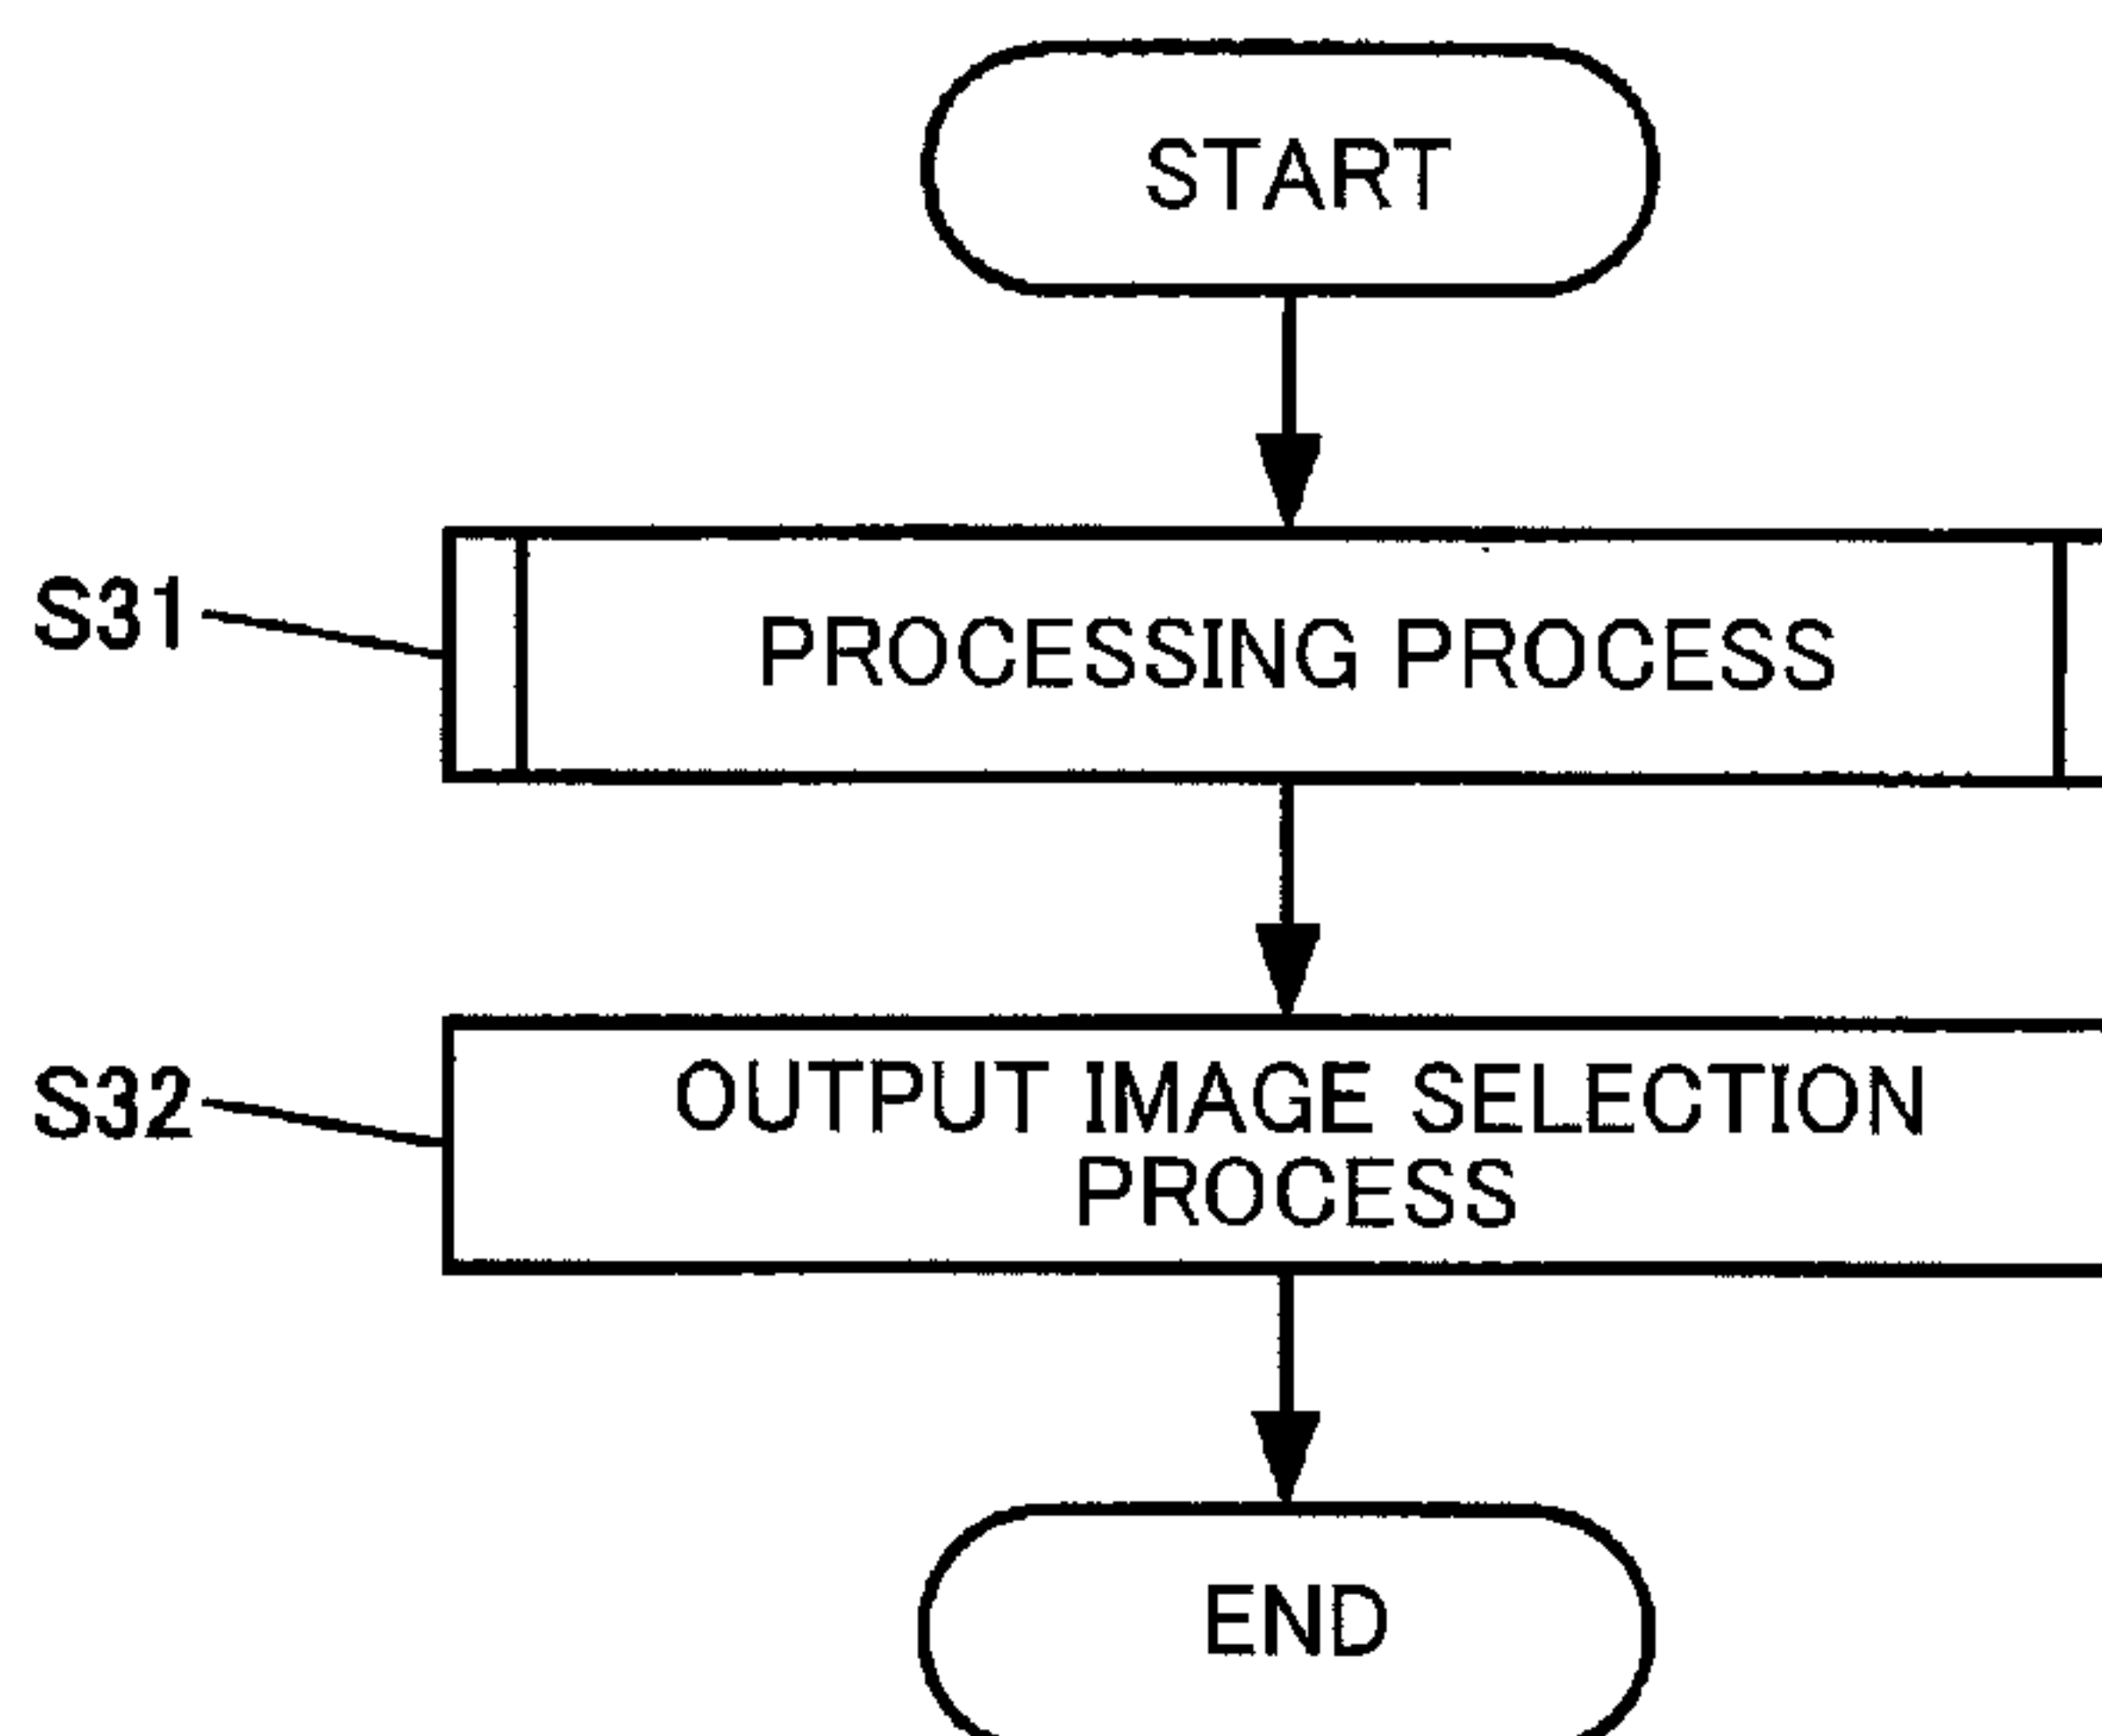 START
S31
PROCESSING PROCESS
S32
OUTPUT IMAGE SELECTION
PROCESS
END